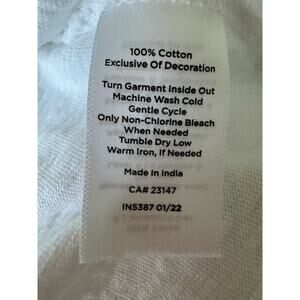 100% Cotton
Exclusive Of Decoration
Turn Garment Inside Out
Machine Wash Cold
Gentle Cycle
Only Non-Chlorine Bleach
When Needed
Tumble Dry Low
Warm Iron, If Needed
Made In India
CA# 23147
IN5387 01/22